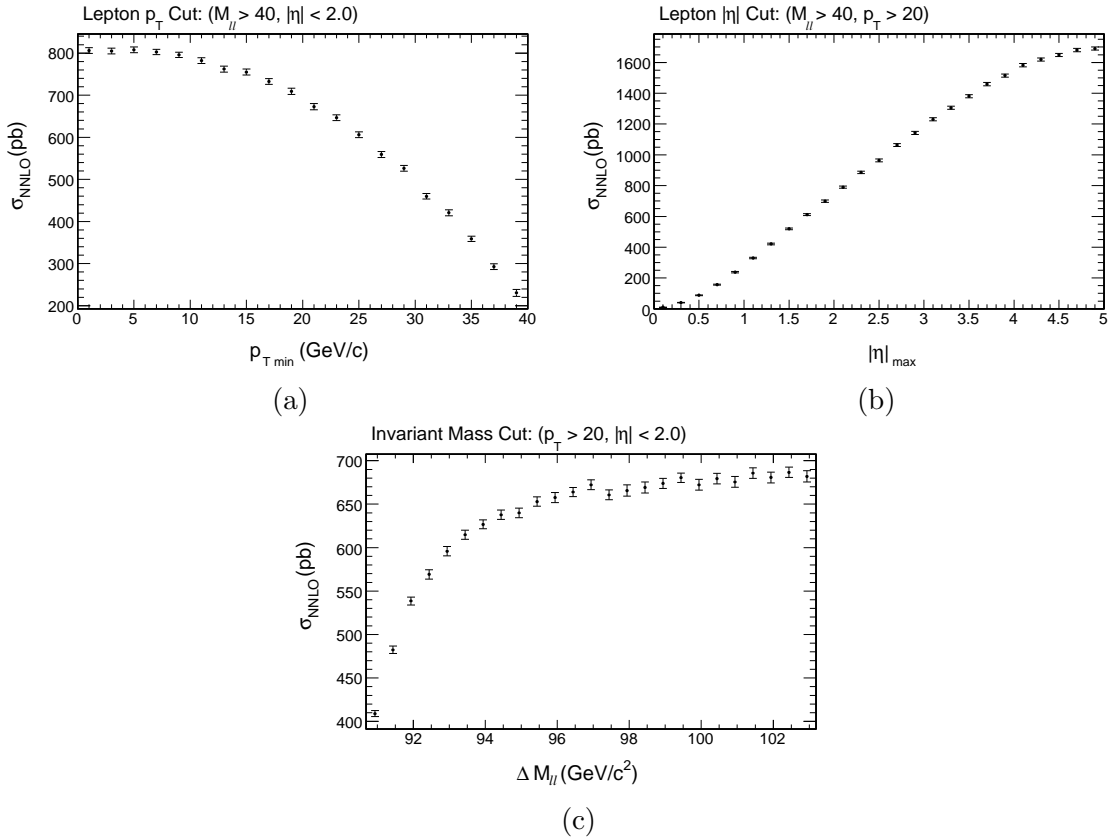 Lepton p_T Cut: (M_ll > 40, |η| < 2.0)
σ_NNLO (pb)
800
700
600
500
400
300
200
0 5 10 15 20 25 30 35 40
p_T min (GeV/c)
(a)
Lepton |η| Cut: (M_ll > 40, p_T > 20)
σ_NNLO (pb)
1600
1400
1200
1000
800
600
400
200
0
0 0.5 1 1.5 2 2.5 3 3.5 4 4.5 5
|η|_max
(b)
Invariant Mass Cut: (p_T > 20, |η| < 2.0)
σ_NNLO (pb)
700
650
600
550
500
450
400
92 94 96 98 100 102
Δ M_ll (GeV/c²)
(c)